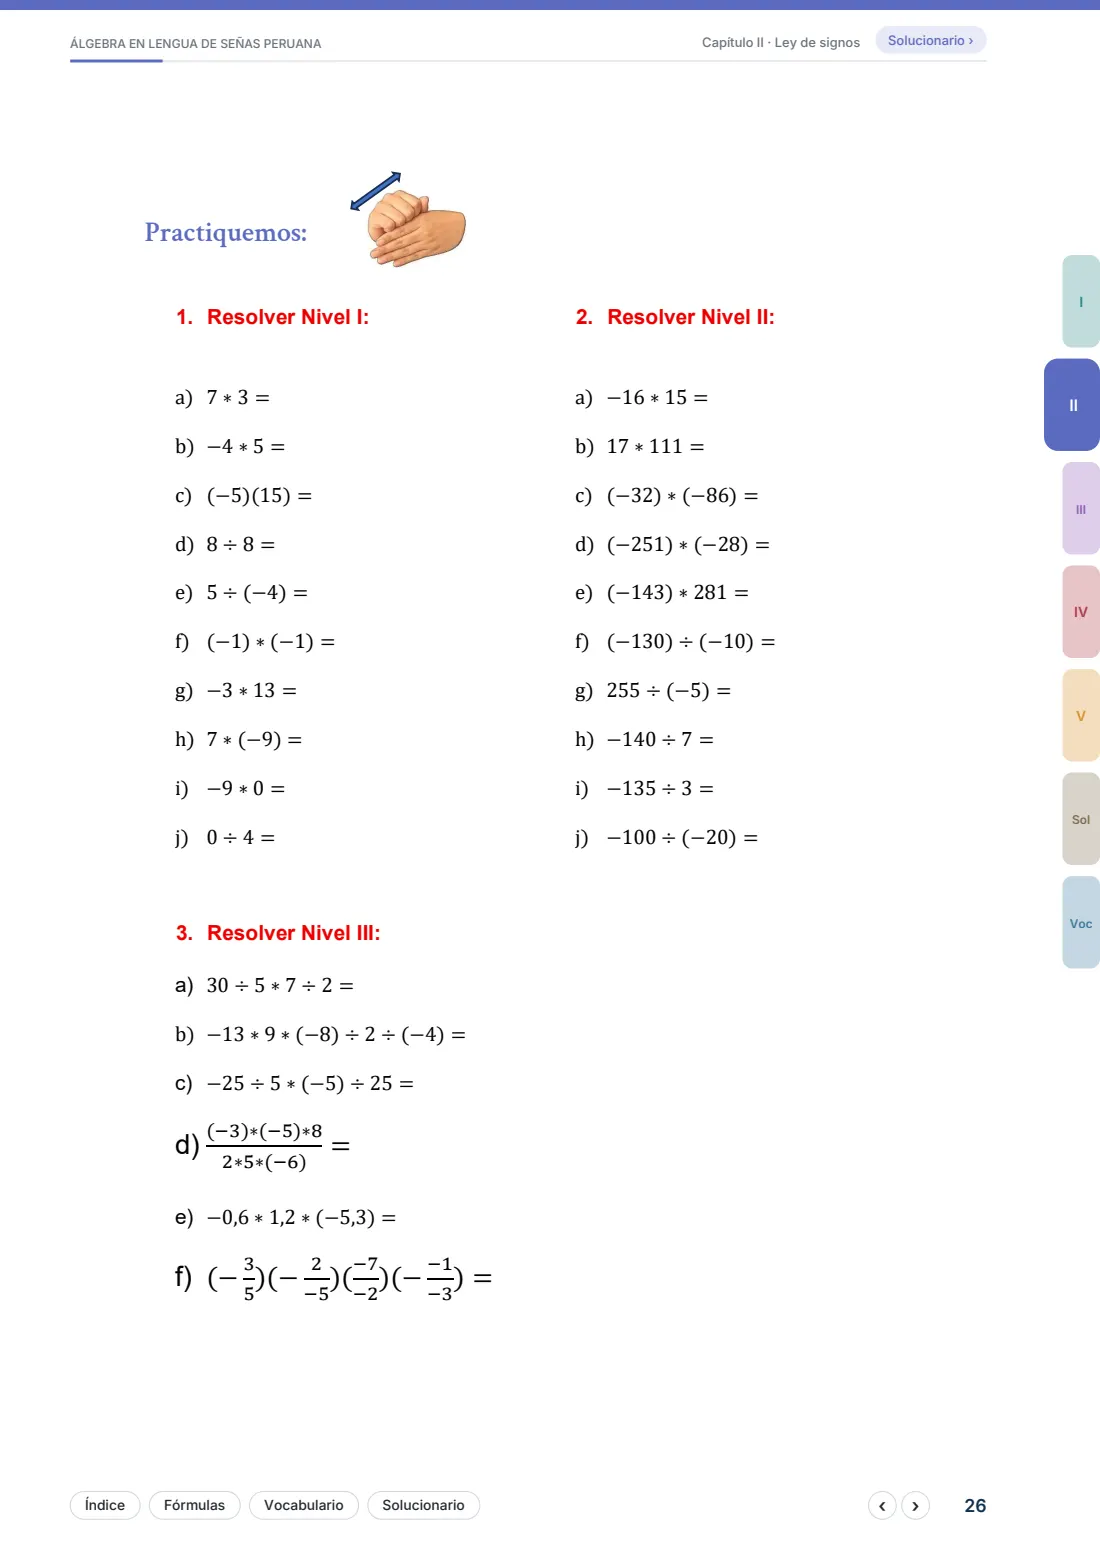 ÁLGEBRA EN LENGUA DE SEÑAS PERUANA
Capítulo II · Ley de signos
Solucionario ›
Practiquemos:
1. Resolver Nivel I:
a) 7 ∗ 3 =
b) −4 ∗ 5 =
c) (−5)(15) =
d) 8 ÷ 8 =
e) 5 ÷ (−4) =
f) (−1) ∗ (−1) =
g) −3 ∗ 13 =
h) 7 ∗ (−9) =
i) −9 ∗ 0 =
j) 0 ÷ 4 =
2. Resolver Nivel II:
a) −16 ∗ 15 =
b) 17 ∗ 111 =
c) (−32) ∗ (−86) =
d) (−251) ∗ (−28) =
e) (−143) ∗ 281 =
f) (−130) ÷ (−10) =
g) 255 ÷ (−5) =
h) −140 ÷ 7 =
i) −135 ÷ 3 =
j) −100 ÷ (−20) =
3. Resolver Nivel III:
a) 30 ÷ 5 ∗ 7 ÷ 2 =
b) −13 ∗ 9 ∗ (−8) ÷ 2 ÷ (−4) =
c) −25 ÷ 5 ∗ (−5) ÷ 25 =
d) \frac{(−3)∗(−5)∗8}{2∗5∗(−6)} =
e) −0,6 ∗ 1,2 ∗ (−5,3) =
f) (−\frac{3}{5})(−\frac{2}{−5})(\frac{−7}{−2})(−\frac{−1}{−3}) =
I
II
III
IV
V
Sol
Voc
Índice
Fórmulas
Vocabulario
Solucionario
‹
›
26